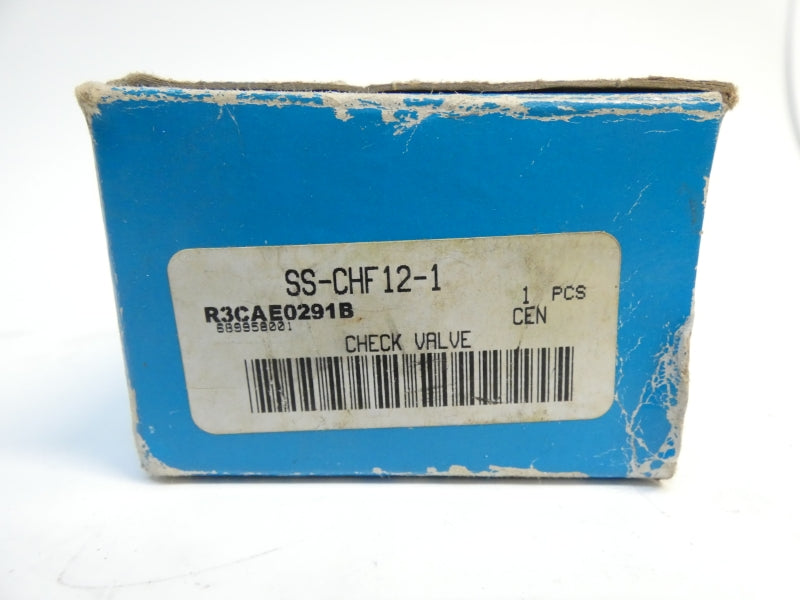 SS-CHF12-1
R3CAE0291B
1 PCS
CEN
CHECK VALVE